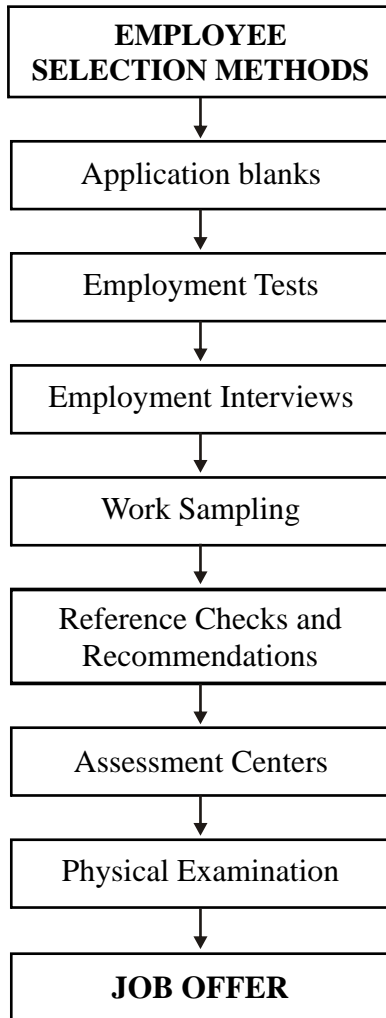 EMPLOYEE
SELECTION METHODS
Application blanks
Employment Tests
Employment Interviews
Work Sampling
Reference Checks and
Recommendations
Assessment Centers
Physical Examination
JOB OFFER